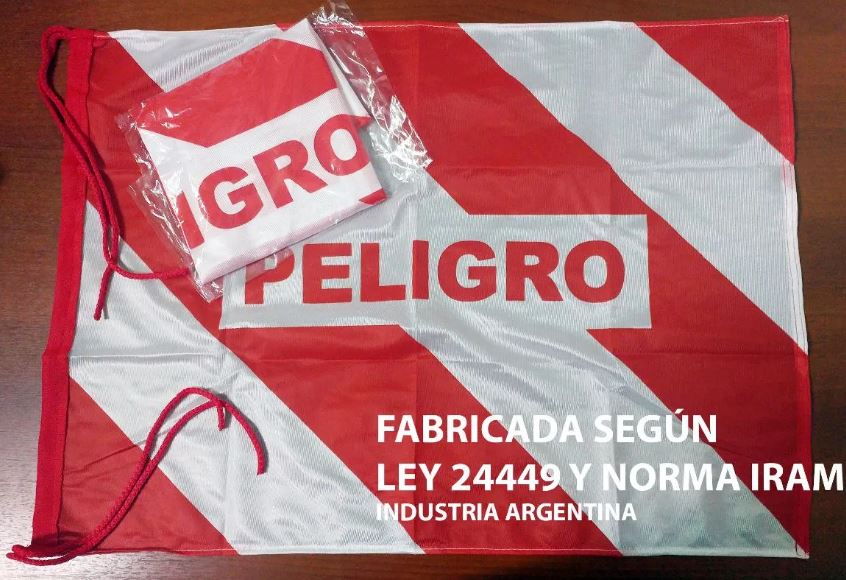 IGRO
PELIGRO
FABRICADA SEGÚN
LEY 24449 Y NORMA IRAM
INDUSTRIA ARGENTINA